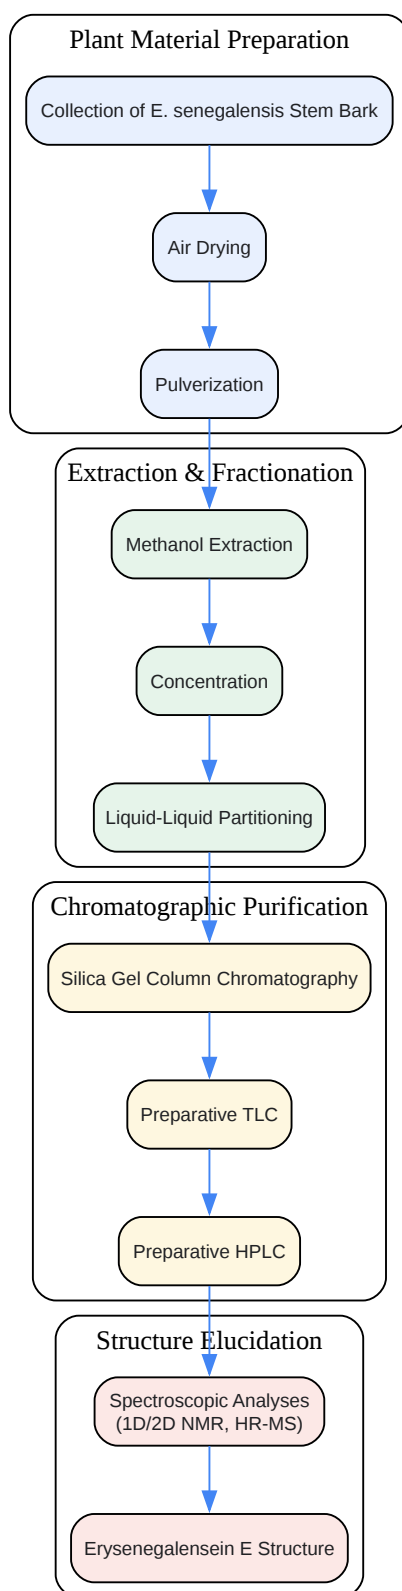 Plant Material Preparation
Collection of E. senegalensis Stem Bark
Air Drying
Pulverization
Extraction & Fractionation
Methanol Extraction
Concentration
Liquid-Liquid Partitioning
Chromatographic Purification
Silica Gel Column Chromatography
Preparative TLC
Preparative HPLC
Structure Elucidation
Spectroscopic Analyses
(1D/2D NMR, HR-MS)
Erysenegalensein E Structure